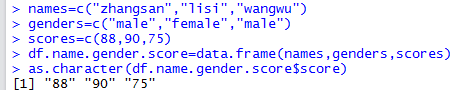 > names=c("zhangsan","lisi","wangwu")
> genders=c("male","female","male")
> scores=c(88,90,75)
> df.name.gender.score=data.frame(names,genders,scores)
> as.character(df.name.gender.score$score)
[1] "88" "90" "75"